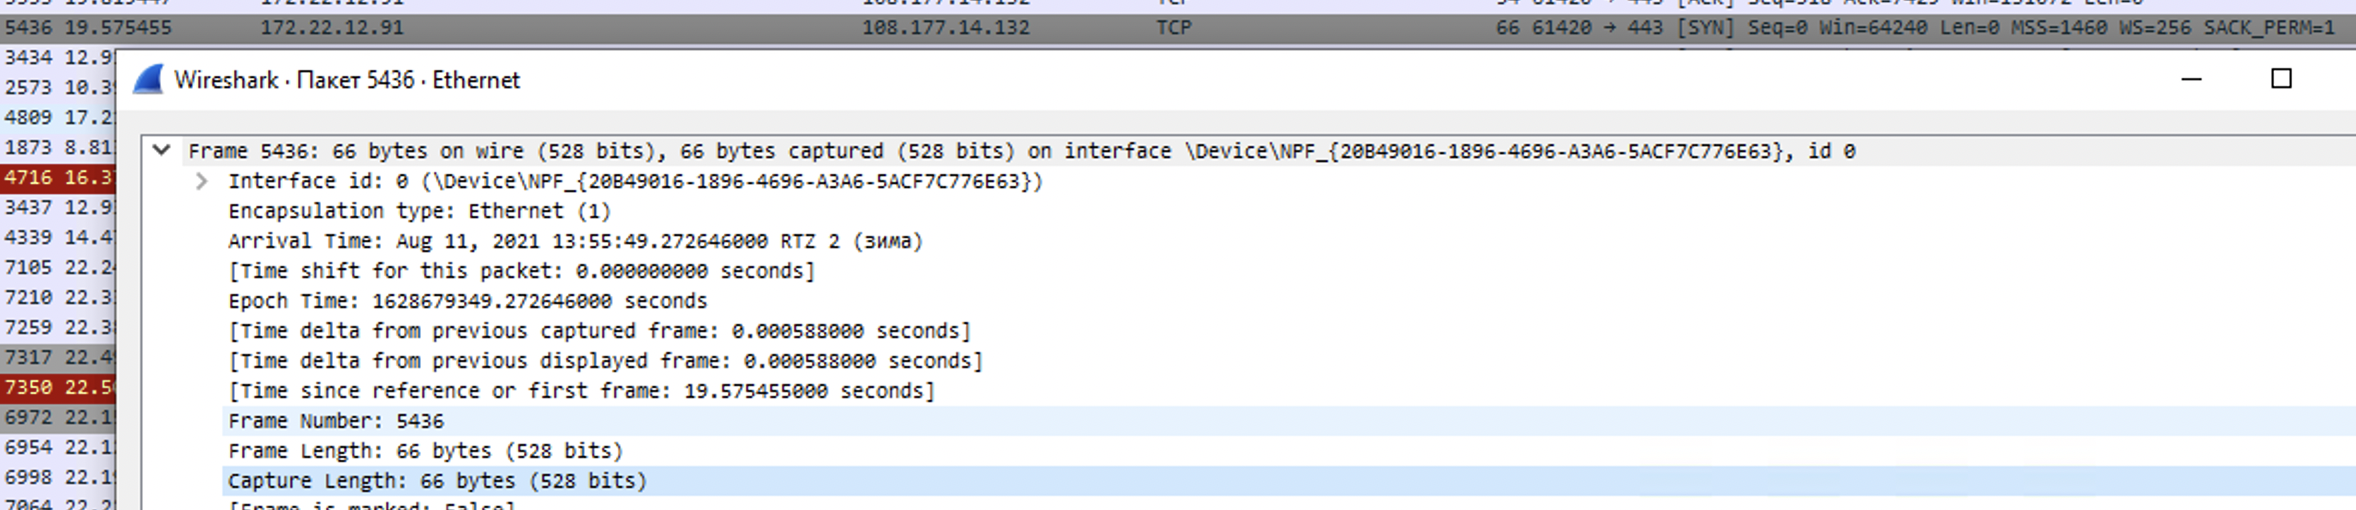 5436 19.575455 172.22.12.91 108.177.14.132 TCP 66 61420 → 443 [SYN] Seq=0 Win=64240 Len=0 MSS=1460 WS=256 SACK_PERM=1
3434 12.9
Wireshark · Пакет 5436 · Ethernet
2573 10.3
4809 17.2
1873 8.81
Frame 5436: 66 bytes on wire (528 bits), 66 bytes captured (528 bits) on interface \Device\NPF_{20B49016-1896-4696-A3A6-5ACF7C776E63}, id 0
4716 16.3
Interface id: 0 (\Device\NPF_{20B49016-1896-4696-A3A6-5ACF7C776E63})
3437 12.9
Encapsulation type: Ethernet (1)
4339 14.4
Arrival Time: Aug 11, 2021 13:55:49.272646000 RTZ 2 (зима)
7105 22.2
[Time shift for this packet: 0.000000000 seconds]
7210 22.3
Epoch Time: 1628679349.272646000 seconds
7259 22.3
[Time delta from previous captured frame: 0.000588000 seconds]
7317 22.4
[Time delta from previous displayed frame: 0.000588000 seconds]
7350 22.5
[Time since reference or first frame: 19.575455000 seconds]
6972 22.1
Frame Number: 5436
6954 22.1
Frame Length: 66 bytes (528 bits)
6998 22.1
Capture Length: 66 bytes (528 bits)
7064 22.2
[Frame is marked: False]